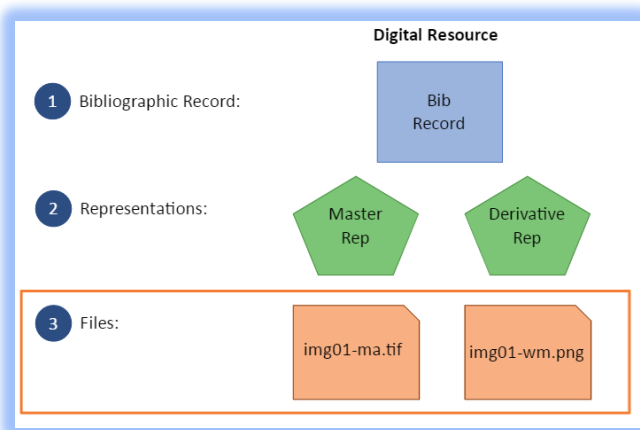 Digital Resource
1 Bibliographic Record:
Bib
Record
2 Representations:
Master
Rep
Derivative
Rep
3 Files:
img01-ma.tif
img01-wm.png